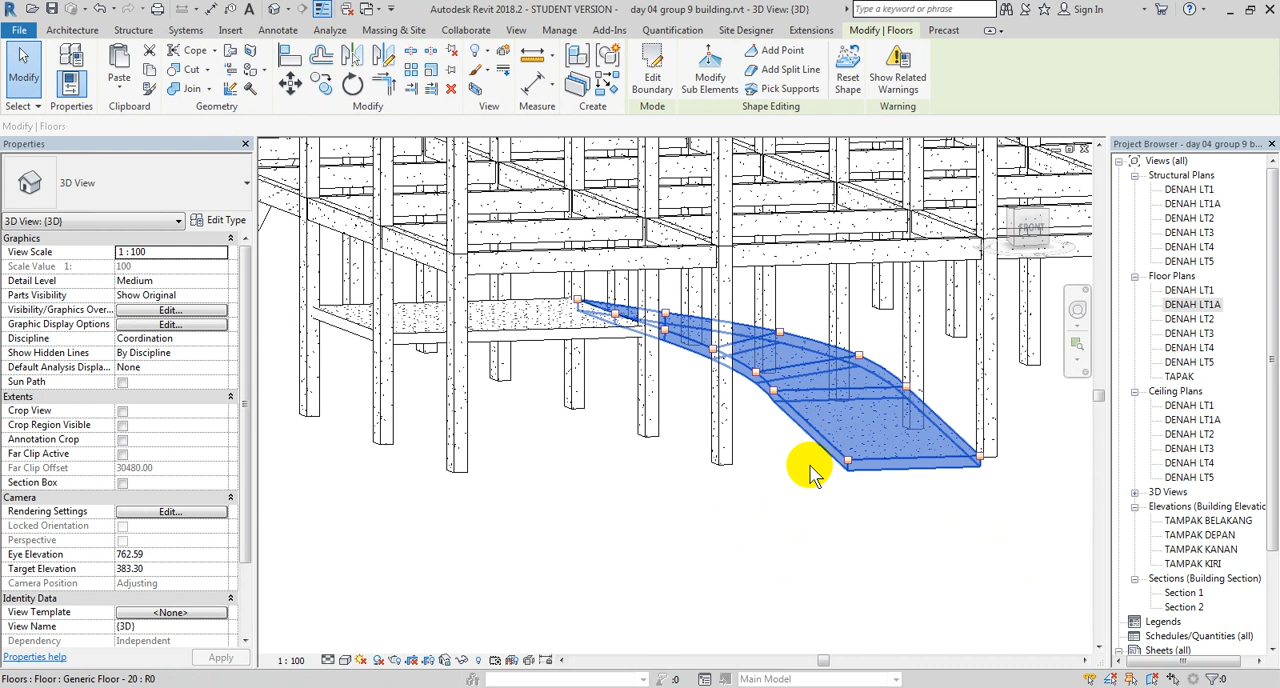 Autodesk Revit 2018.2 - STUDENT VERSION - day 04 group 9 building.rvt - 3D View: {3D}
Type a keyword or phrase
Sign In
File Architecture Structure Systems Insert Annotate Analyze Massing & Site Collaborate View Manage Add-Ins Quantification Site Designer Extensions Modify | Floors Precast
Modify
Select
Properties
Paste
Clipboard
Cope
Cut
Join
Geometry
Modify
View
Measure
Create
Edit Boundary
Mode
Modify Sub Elements
Add Point
Add Split Line
Pick Supports
Shape Editing
Reset Shape
Show Related Warnings
Warning
Modify | Floors
Properties
3D View
3D View: {3D}
Edit Type
Graphics
View Scale 1 : 100
Scale Value 1: 100
Detail Level Medium
Parts Visibility Show Original
Visibility/Graphics Over... Edit...
Graphic Display Options Edit...
Discipline Coordination
Show Hidden Lines By Discipline
Default Analysis Displa... None
Sun Path
Extents
Crop View
Crop Region Visible
Annotation Crop
Far Clip Active
Far Clip Offset 30480.00
Section Box
Camera
Rendering Settings Edit...
Locked Orientation
Perspective
Eye Elevation 762.59
Target Elevation 383.30
Camera Position Adjusting
Identity Data
View Template <None>
View Name {3D}
Dependency Independent
Properties help
Apply
FRONT
Project Browser - day 04 group 9 b...
Views (all)
Structural Plans
DENAH LT1
DENAH LT1A
DENAH LT2
DENAH LT3
DENAH LT4
DENAH LT5
Floor Plans
DENAH LT1
DENAH LT1A
DENAH LT2
DENAH LT3
DENAH LT4
DENAH LT5
TAPAK
Ceiling Plans
DENAH LT1
DENAH LT1A
DENAH LT2
DENAH LT3
DENAH LT4
DENAH LT5
3D Views
Elevations (Building Elevatic
TAMPAK BELAKANG
TAMPAK DEPAN
TAMPAK KANAN
TAMPAK KIRI
Sections (Building Section)
Section 1
Section 2
Legends
Schedules/Quantities (all)
Sheets (all)
1 : 100
Floors : Floor : Generic Floor - 20 : R0
:0
Main Model
:0